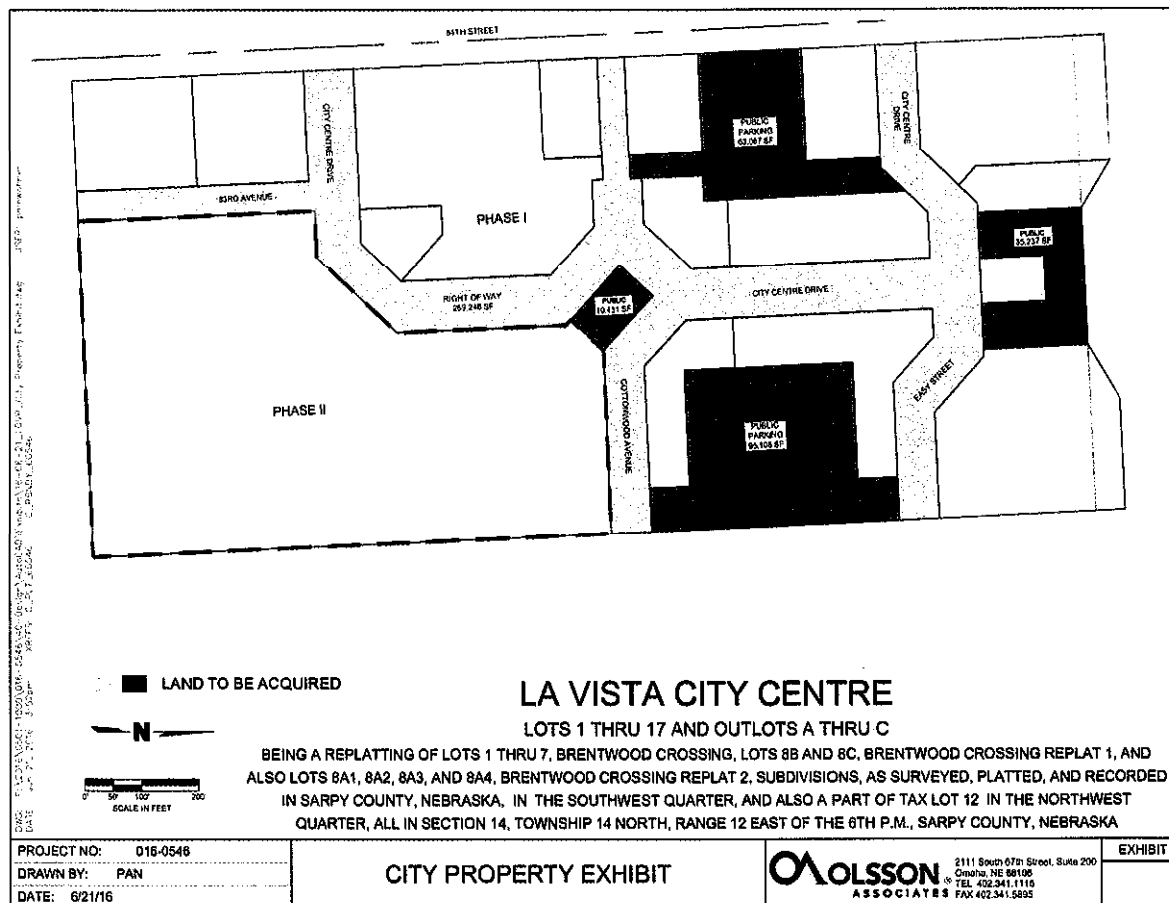 84TH STREET
CITY CENTRE DRIVE
83RD AVENUE
PHASE I
PUBLIC
PARKING
63,067 SF
CITY CENTRE
DRIVE
PUBLIC
35,237 SF
RIGHT OF WAY
269,246 SF
PUBLIC
10,451 SF
CITY CENTRE DRIVE
PHASE II
COTTONWOOD AVENUE
PUBLIC
PARKING
95,108 SF
EASY STREET
LAND TO BE ACQUIRED
N
0' 50' 100' 200'
SCALE IN FEET
LA VISTA CITY CENTRE
LOTS 1 THRU 17 AND OUTLOTS A THRU C
BEING A REPLATTING OF LOTS 1 THRU 7, BRENTWOOD CROSSING, LOTS 8B AND 8C, BRENTWOOD CROSSING REPLAT 1, AND
ALSO LOTS 8A1, 8A2, 8A3, AND 8A4, BRENTWOOD CROSSING REPLAT 2, SUBDIVISIONS, AS SURVEYED, PLATTED, AND RECORDED
IN SARPY COUNTY, NEBRASKA, IN THE SOUTHWEST QUARTER, AND ALSO A PART OF TAX LOT 12 IN THE NORTHWEST
QUARTER, ALL IN SECTION 14, TOWNSHIP 14 NORTH, RANGE 12 EAST OF THE 6TH P.M., SARPY COUNTY, NEBRASKA
PROJECT NO: 016-0546
DRAWN BY: PAN
DATE: 6/21/16
CITY PROPERTY EXHIBIT
OLSSON ®
ASSOCIATES
2111 South 67th Street, Suite 200
Omaha, NE 68106
TEL 402.341.1116
FAX 402.341.5895
EXHIBIT